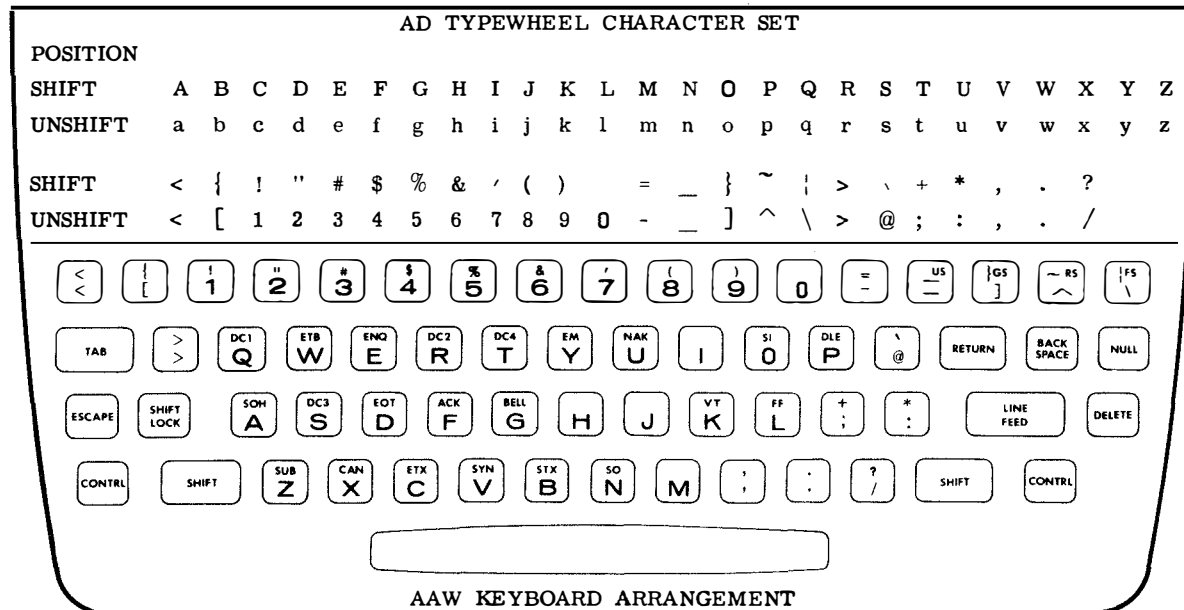 AD TYPEWHEEL CHARACTER SET
POSITION
SHIFT A B C D E F G H I J K L M N O P Q R S T U V W X Y Z
UNSHIFT a b c d e f g h i j k l m n o p q r s t u v w x y z
SHIFT < { ! " # $ % & ′ ( ) = _ } ~ ¦ > ` + * , . ?
UNSHIFT < [ 1 2 3 4 5 6 7 8 9 0 - _ ] ^ \ > @ ; : , . /
< { ! " # $ % & ′ ( ) = US } GS ~ RS ¦ FS
< [ 1 2 3 4 5 6 7 8 9 0 - _ ] ^ \
> DC1 ETB ENQ DC2 DC4 EM NAK SI DLE `
TAB > Q W E R T Y U I O P @ RETURN BACK SPACE NULL
SOH DC3 EOT ACK BELL VT FF + *
ESCAPE SHIFT LOCK A S D F G H J K L ; : LINE FEED DELETE
SUB CAN ETX SYN STX SO , . ?
CONTRL SHIFT Z X C V B N M , . / SHIFT CONTRL
AAW KEYBOARD ARRANGEMENT